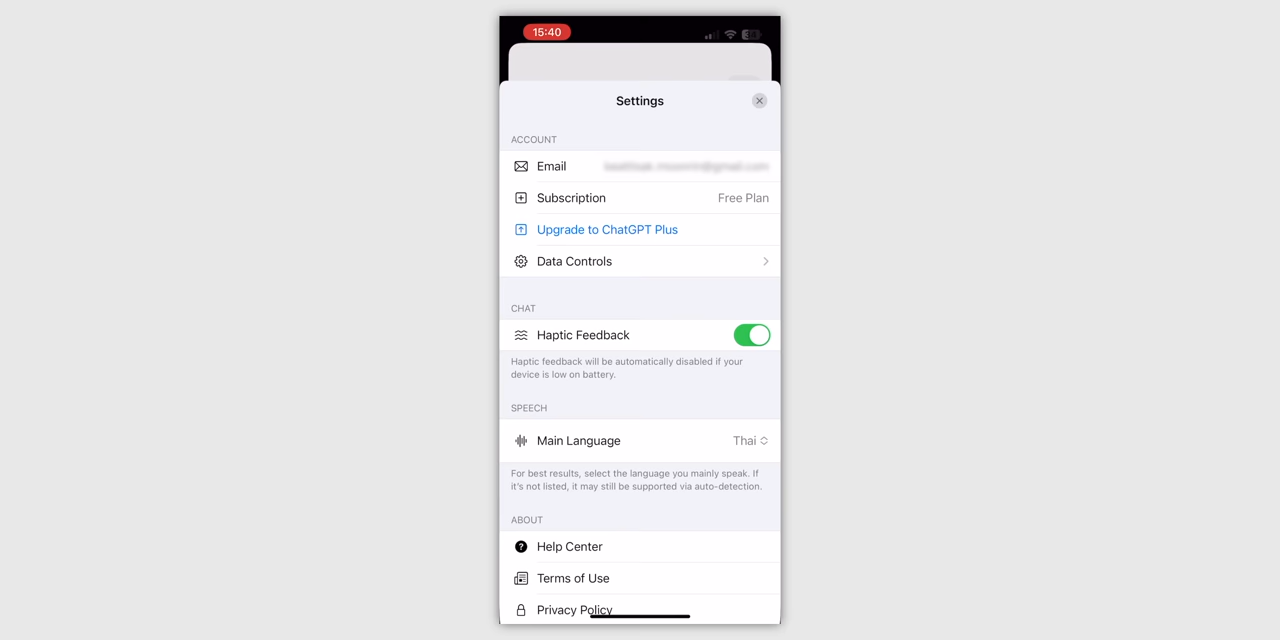 15:40
Settings
ACCOUNT
Email
Subscription Free Plan
Upgrade to ChatGPT Plus
Data Controls
CHAT
Haptic Feedback
Haptic feedback will be automatically disabled if your
device is low on battery.
SPEECH
Main Language Thai
For best results, select the language you mainly speak. If
it's not listed, it may still be supported via auto-detection.
ABOUT
Help Center
Terms of Use
Privacy Policy